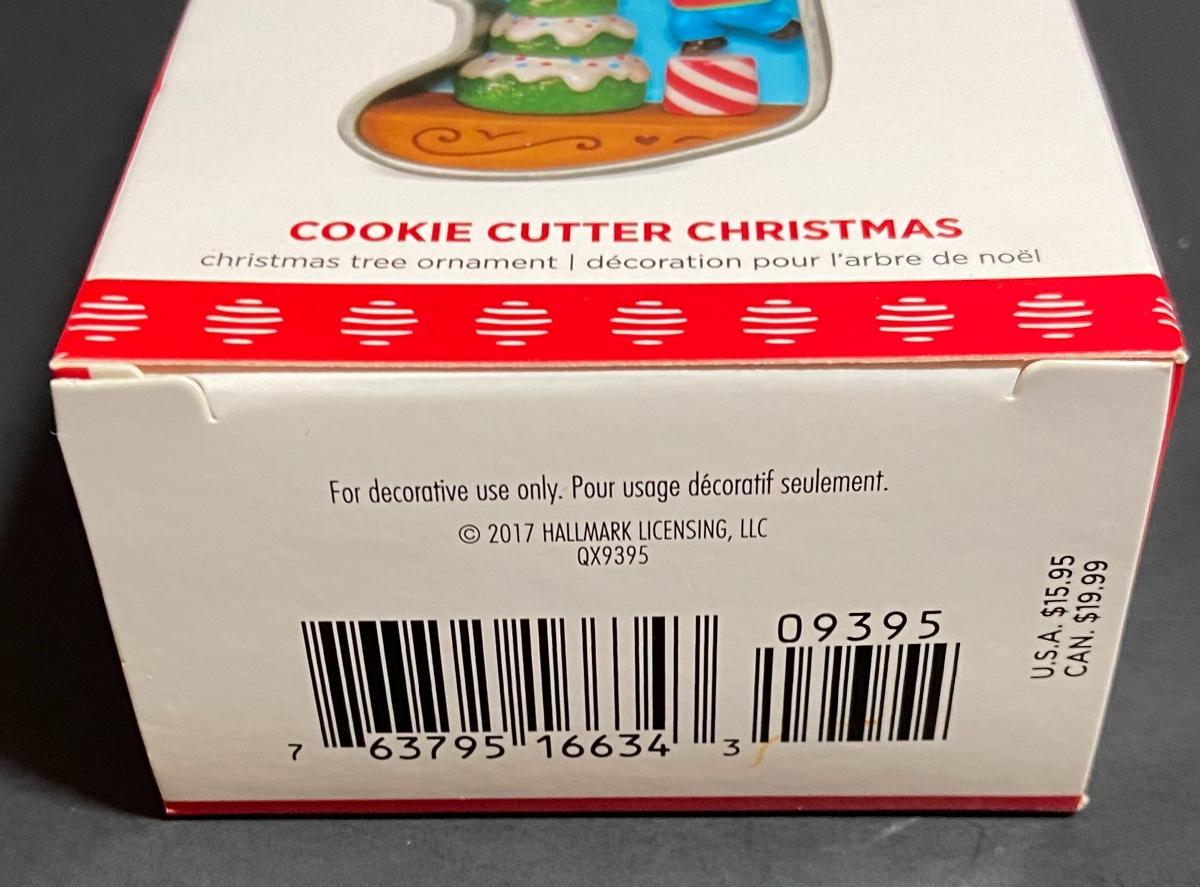 COOKIE CUTTER CHRISTMAS
christmas tree ornament | décoration pour l'arbre de noël
For decorative use only. Pour usage décoratif seulement.
© 2017 HALLMARK LICENSING, LLC
QX9395
09395
7 63795 16634 3
U.S.A. $15.95
CAN. $19.99